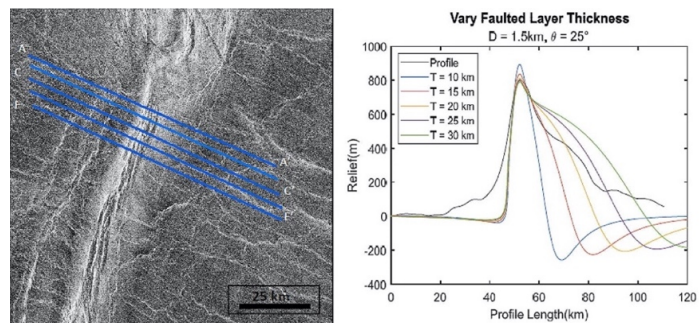 A
C
F
A'
C'
F'
25 km
Vary Faulted Layer Thickness
D = 1.5km, θ = 25°
Profile
T = 10 km
T = 15 km
T = 20 km
T = 25 km
T = 30 km
Relief(m)
1000
800
600
400
200
0
-200
-400
0 20 40 60 80 100 120
Profile Length(km)